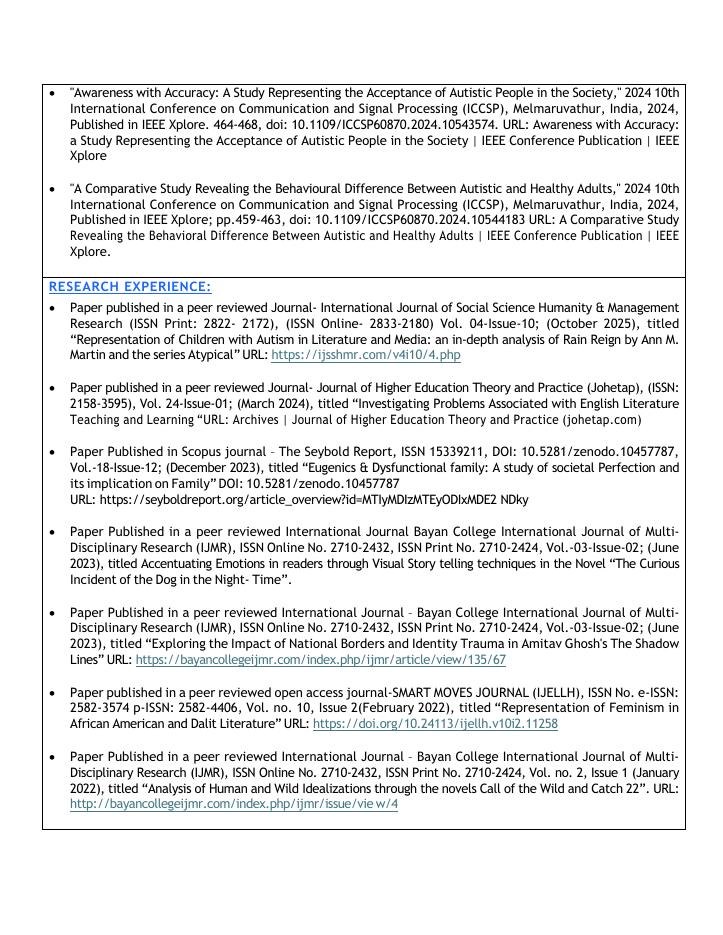 • "Awareness with Accuracy: A Study Representing the Acceptance of Autistic People in the Society," 2024 10th
International Conference on Communication and Signal Processing (ICCSP), Melmaruvathur, India, 2024,
Published in IEEE Xplore. 464-468, doi: 10.1109/ICCSP60870.2024.10543574. URL: Awareness with Accuracy:
a Study Representing the Acceptance of Autistic People in the Society | IEEE Conference Publication | IEEE
Xplore
• "A Comparative Study Revealing the Behavioural Difference Between Autistic and Healthy Adults," 2024 10th
International Conference on Communication and Signal Processing (ICCSP), Melmaruvathur, India, 2024,
Published in IEEE Xplore; pp.459-463, doi: 10.1109/ICCSP60870.2024.10544183 URL: A Comparative Study
Revealing the Behavioral Difference Between Autistic and Healthy Adults | IEEE Conference Publication | IEEE
Xplore.
RESEARCH EXPERIENCE:
• Paper published in a peer reviewed Journal- International Journal of Social Science Humanity & Management
Research (ISSN Print: 2822- 2172), (ISSN Online- 2833-2180) Vol. 04-Issue-10; (October 2025), titled
“Representation of Children with Autism in Literature and Media: an in-depth analysis of Rain Reign by Ann M.
Martin and the series Atypical” URL: https://ijsshmr.com/v4i10/4.php
• Paper published in a peer reviewed Journal- Journal of Higher Education Theory and Practice (Johetap), (ISSN:
2158-3595), Vol. 24-Issue-01; (March 2024), titled “Investigating Problems Associated with English Literature
Teaching and Learning “URL: Archives | Journal of Higher Education Theory and Practice (johetap.com)
• Paper Published in Scopus journal – The Seybold Report, ISSN 15339211, DOI: 10.5281/zenodo.10457787,
Vol.-18-Issue-12; (December 2023), titled “Eugenics & Dysfunctional family: A study of societal Perfection and
its implication on Family” DOI: 10.5281/zenodo.10457787
URL: https://seyboldreport.org/article_overview?id=MTIyMDIzMTEyODIxMDE2 NDky
• Paper Published in a peer reviewed International Journal Bayan College International Journal of Multi-
Disciplinary Research (IJMR), ISSN Online No. 2710-2432, ISSN Print No. 2710-2424, Vol.-03-Issue-02; (June
2023), titled Accentuating Emotions in readers through Visual Story telling techniques in the Novel “The Curious
Incident of the Dog in the Night- Time”.
• Paper Published in a peer reviewed International Journal – Bayan College International Journal of Multi-
Disciplinary Research (IJMR), ISSN Online No. 2710-2432, ISSN Print No. 2710-2424, Vol.-03-Issue-02; (June
2023), titled “Exploring the Impact of National Borders and Identity Trauma in Amitav Ghosh's The Shadow
Lines” URL: https://bayancollegeijmr.com/index.php/ijmr/article/view/135/67
• Paper published in a peer reviewed open access journal-SMART MOVES JOURNAL (IJELLH), ISSN No. e-ISSN:
2582-3574 p-ISSN: 2582-4406, Vol. no. 10, Issue 2(February 2022), titled “Representation of Feminism in
African American and Dalit Literature” URL: https://doi.org/10.24113/ijellh.v10i2.11258
• Paper Published in a peer reviewed International Journal – Bayan College International Journal of Multi-
Disciplinary Research (IJMR), ISSN Online No. 2710-2432, ISSN Print No. 2710-2424, Vol. no. 2, Issue 1 (January
2022), titled “Analysis of Human and Wild Idealizations through the novels Call of the Wild and Catch 22”. URL:
http://bayancollegeijmr.com/index.php/ijmr/issue/vie w/4